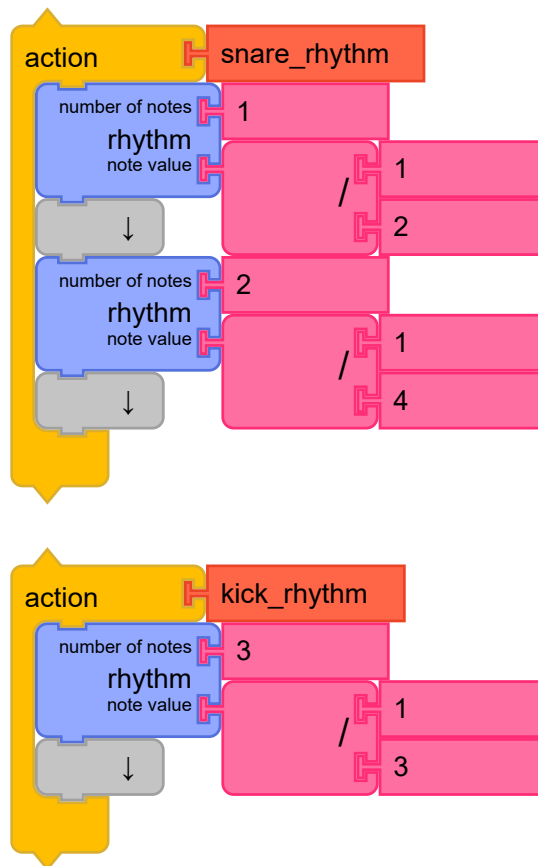 action snare_rhythm
number of notes 1
rhythm
note value 1
/
2
↓
number of notes 2
rhythm
note value 1
/
4
↓
action kick_rhythm
number of notes 3
rhythm
note value 1
/
3
↓